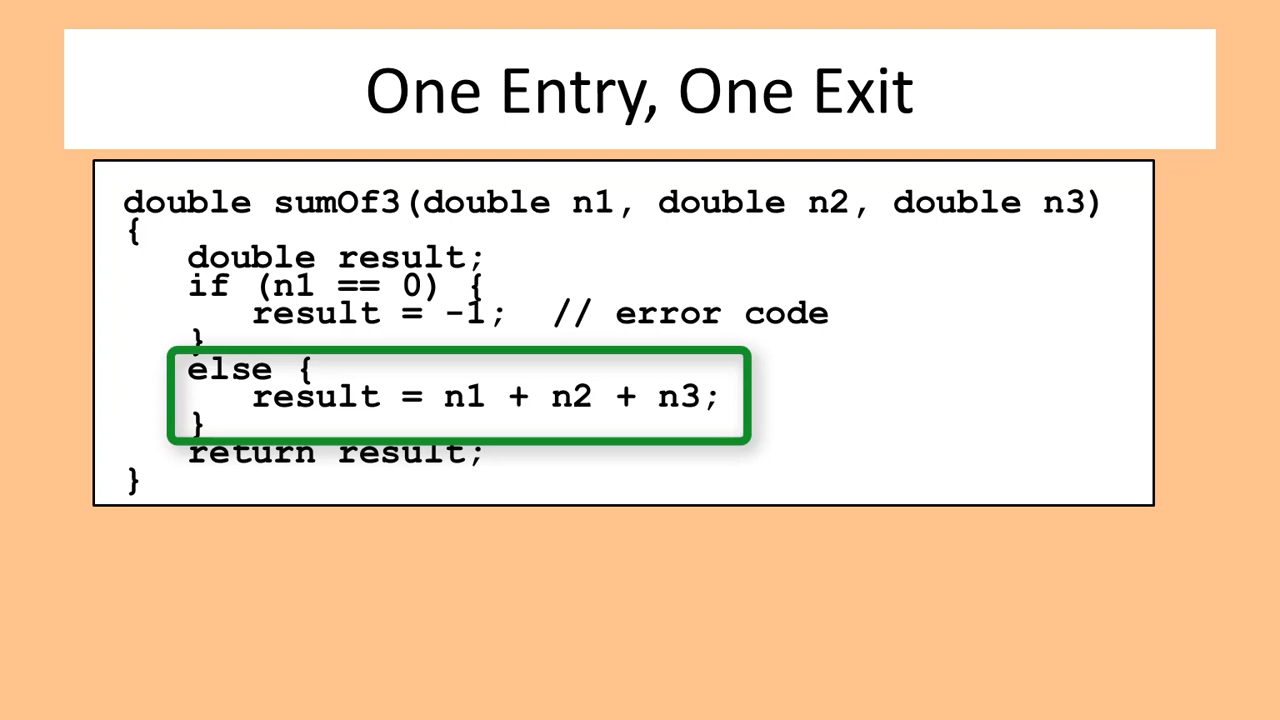 One Entry, One Exit
double sumOf3(double n1, double n2, double n3)
{
   double result;
   if (n1 == 0) {
      result = -1;  // error code
   }
   else {
      result = n1 + n2 + n3;
   }
   return result;
}